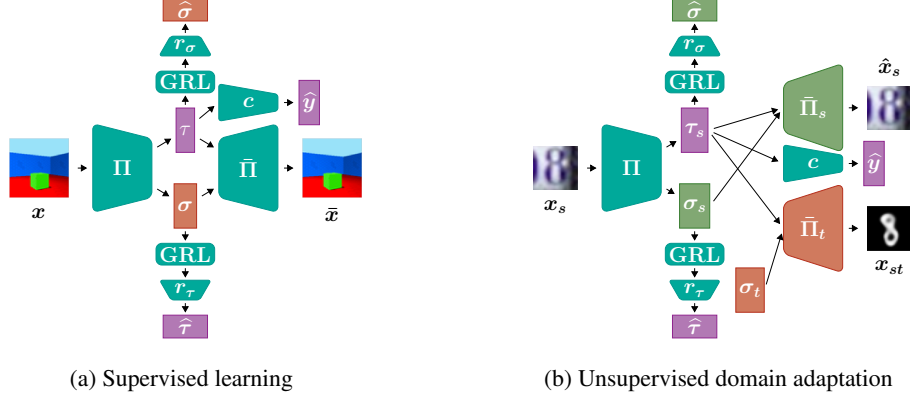 σ̂
r_σ
GRL
τ
c
ŷ
Π
Π̄
x
x̄
σ
GRL
r_τ
τ̂
(a) Supervised learning
σ̂
r_σ
GRL
x̂_s
Π̄_s
τ_s
Π
c
ŷ
x_s
σ_s
Π̄_t
GRL
x_st
σ_t
r_τ
τ̂
(b) Unsupervised domain adaptation